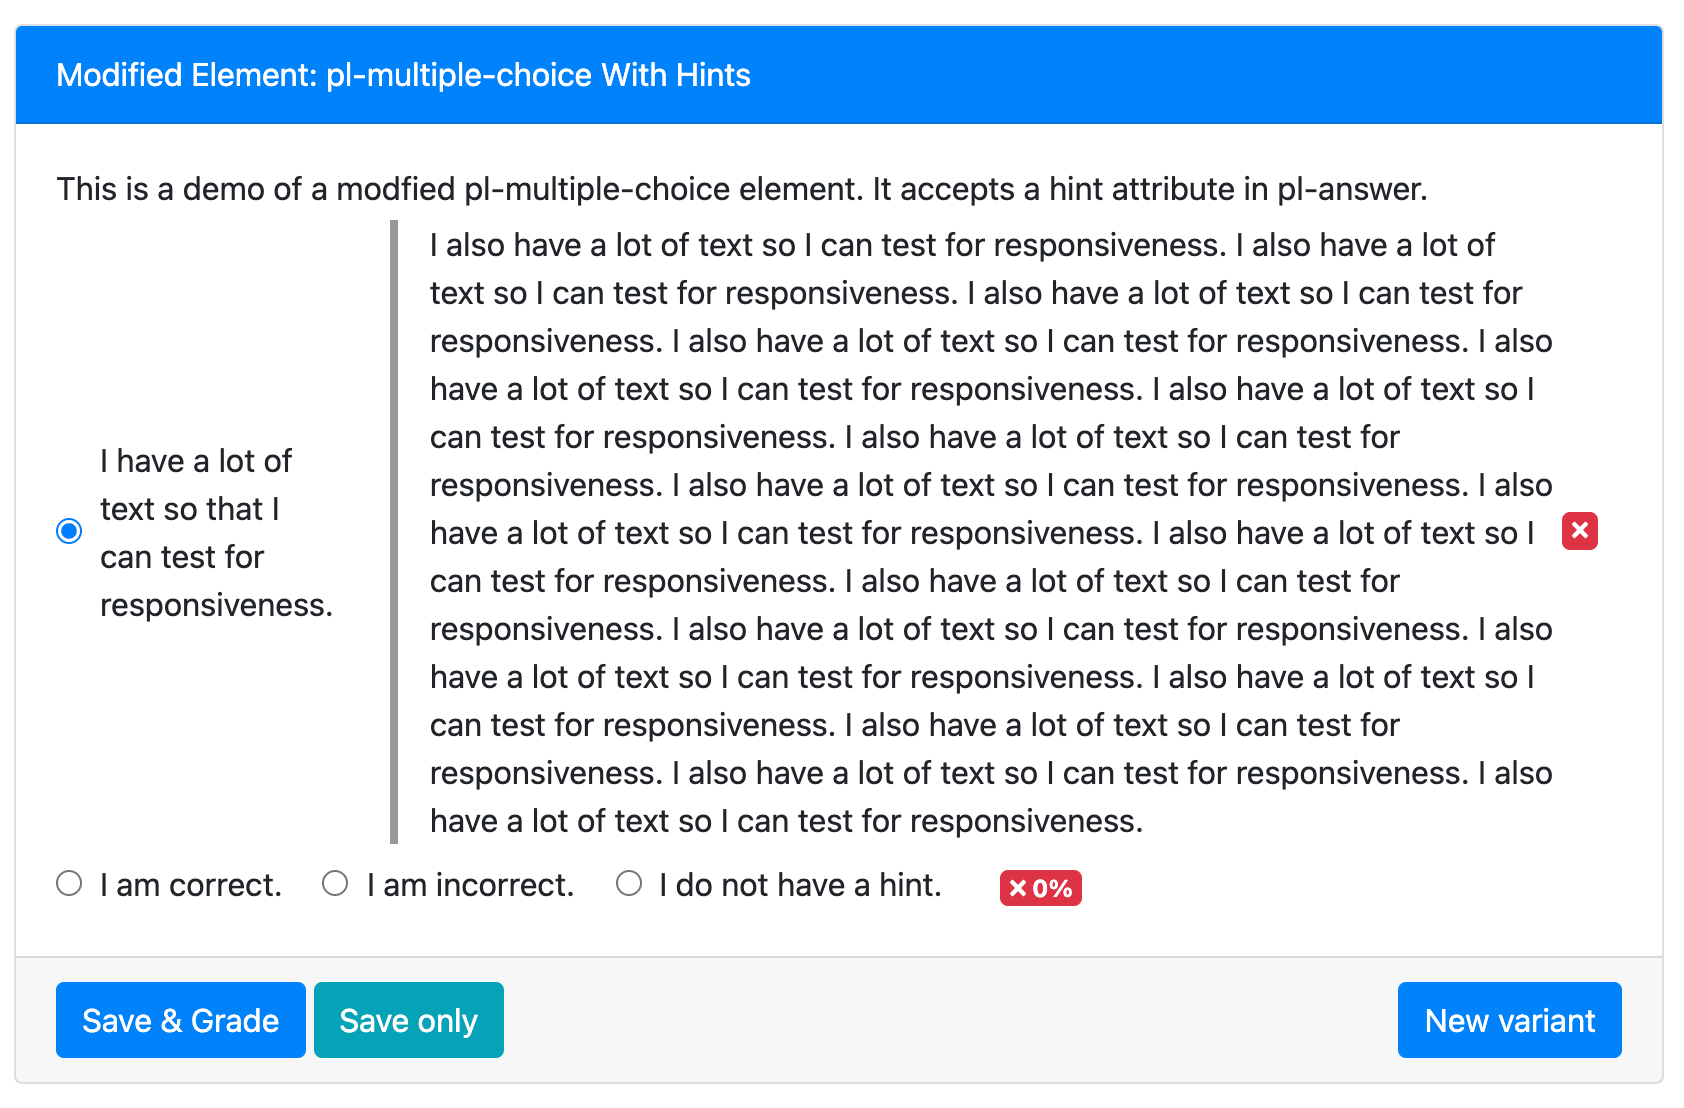 Modified Element: pl-multiple-choice With Hints
This is a demo of a modfied pl-multiple-choice element. It accepts a hint attribute in pl-answer.
I have a lot of
text so that I
can test for
responsiveness.
I also have a lot of text so I can test for responsiveness. I also have a lot of
text so I can test for responsiveness. I also have a lot of text so I can test for
responsiveness. I also have a lot of text so I can test for responsiveness. I also
have a lot of text so I can test for responsiveness. I also have a lot of text so I
can test for responsiveness. I also have a lot of text so I can test for
responsiveness. I also have a lot of text so I can test for responsiveness. I also
have a lot of text so I can test for responsiveness. I also have a lot of text so I
can test for responsiveness. I also have a lot of text so I can test for
responsiveness. I also have a lot of text so I can test for responsiveness. I also
have a lot of text so I can test for responsiveness. I also have a lot of text so I
can test for responsiveness. I also have a lot of text so I can test for
responsiveness. I also have a lot of text so I can test for responsiveness. I also
have a lot of text so I can test for responsiveness.
I am correct.
I am incorrect.
I do not have a hint.
0%
Save & Grade
Save only
New variant